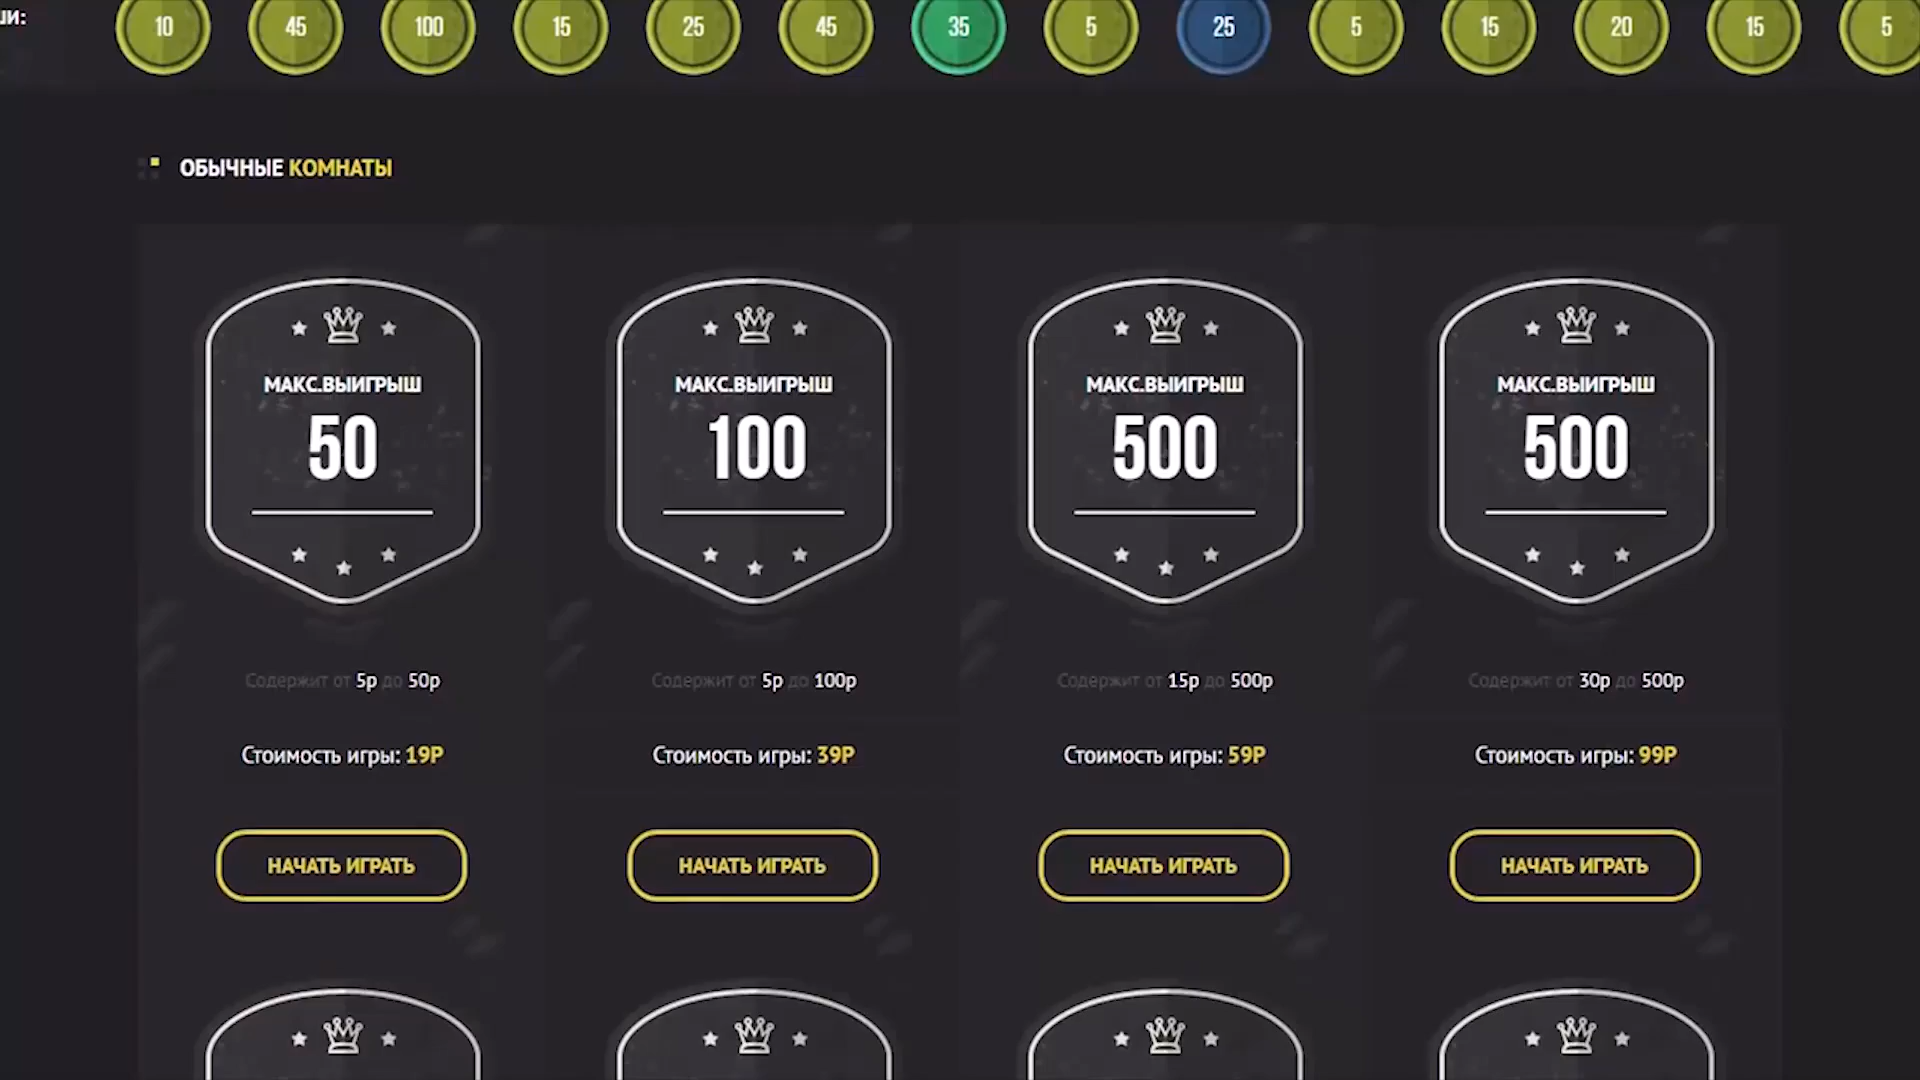 10 45 100 15 25 45 35 5 25 5 15 20 15 5
ОБЫЧНЫЕ КОМНАТЫ
МАКС.ВЫИГРЫШ
50
Содержит от 5р до 50р
Стоимость игры: 19Р
НАЧАТЬ ИГРАТЬ
МАКС.ВЫИГРЫШ
100
Содержит от 5р до 100р
Стоимость игры: 39Р
НАЧАТЬ ИГРАТЬ
МАКС.ВЫИГРЫШ
500
Содержит от 15р до 500р
Стоимость игры: 59Р
НАЧАТЬ ИГРАТЬ
МАКС.ВЫИГРЫШ
500
Содержит от 30р до 500р
Стоимость игры: 99Р
НАЧАТЬ ИГРАТЬ